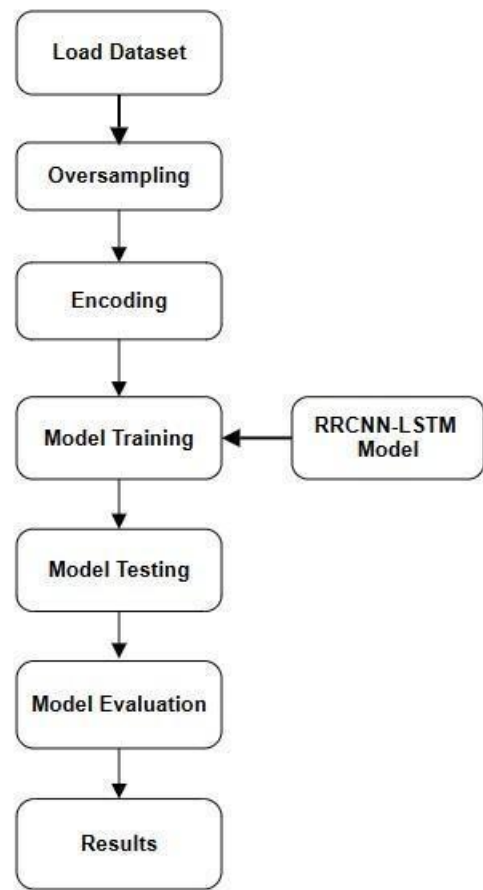 Load Dataset
Oversampling
Encoding
Model Training
RRCNN-LSTM
Model
Model Testing
Model Evaluation
Results